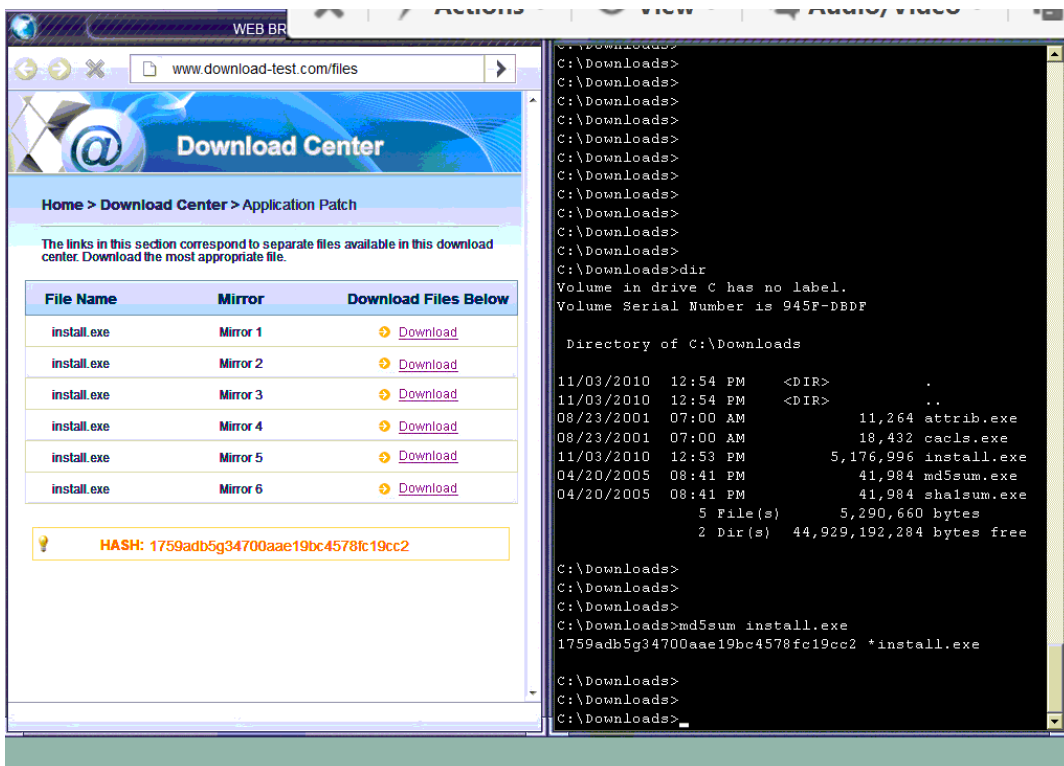 Actions
View
Audio/Video
WEB BR
www.download-test.com/files
@
Download Center
Home > Download Center > Application Patch
The links in this section correspond to separate files available in this download
center. Download the most appropriate file.
File Name Mirror Download Files Below
install.exe Mirror 1 Download
install.exe Mirror 2 Download
install.exe Mirror 3 Download
install.exe Mirror 4 Download
install.exe Mirror 5 Download
install.exe Mirror 6 Download
HASH: 1759adb5g34700aae19bc4578fc19cc2
C:\Downloads>
C:\Downloads>
C:\Downloads>
C:\Downloads>
C:\Downloads>
C:\Downloads>
C:\Downloads>
C:\Downloads>
C:\Downloads>
C:\Downloads>
C:\Downloads>
C:\Downloads>
C:\Downloads>dir
Volume in drive C has no label.
Volume Serial Number is 945F-DBDF
Directory of C:\Downloads
11/03/2010 12:54 PM <DIR> .
11/03/2010 12:54 PM <DIR> ..
08/23/2001 07:00 AM 11,264 attrib.exe
08/23/2001 07:00 AM 18,432 cacls.exe
11/03/2010 12:53 PM 5,176,996 install.exe
04/20/2005 08:41 PM 41,984 md5sum.exe
04/20/2005 08:41 PM 41,984 sha1sum.exe
5 File(s) 5,290,660 bytes
2 Dir(s) 44,929,192,284 bytes free
C:\Downloads>
C:\Downloads>
C:\Downloads>
C:\Downloads>md5sum install.exe
1759adb5g34700aae19bc4578fc19cc2 *install.exe
C:\Downloads>
C:\Downloads>
C:\Downloads>_